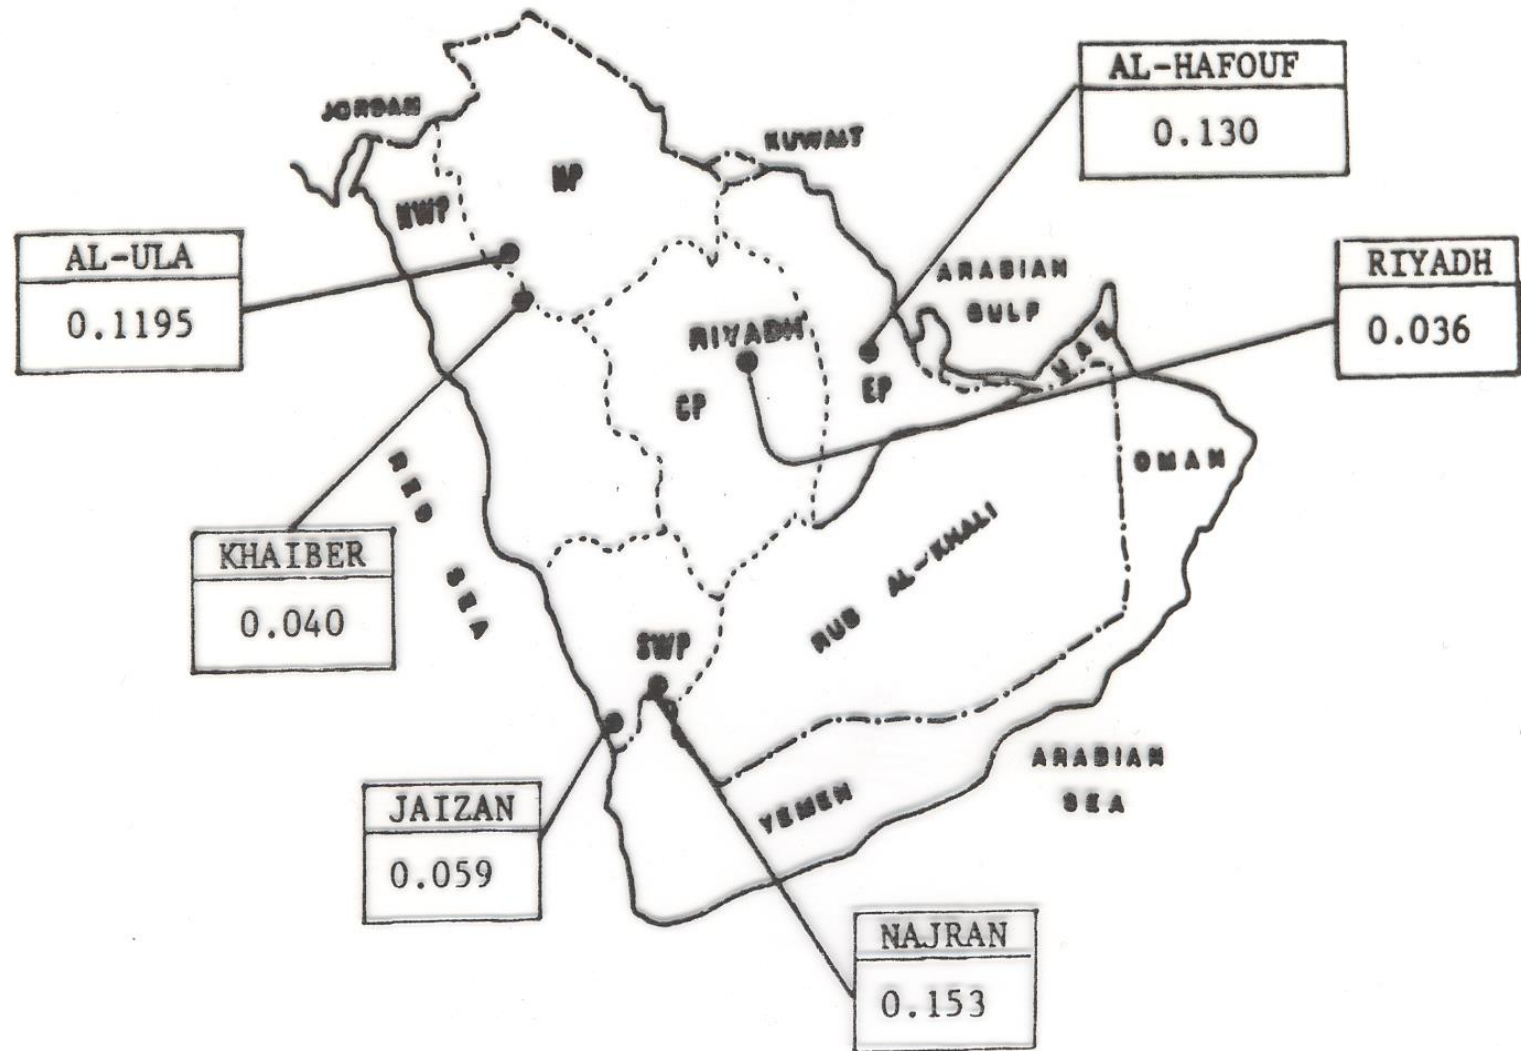 AL-HAFOUF
0.130
JORDAN
KUWAIT
NP
NWP
AL-ULA
0.1195
ARABIAN
GULF
RIYADH
0.036
RIYADH
UAE
EP
CP
RED SEA
OMAN
KHAIBER
0.040
RUB AL-KHALI
SWP
JAIZAN
0.059
YEMEN
ARABIAN
SEA
NAJRAN
0.153